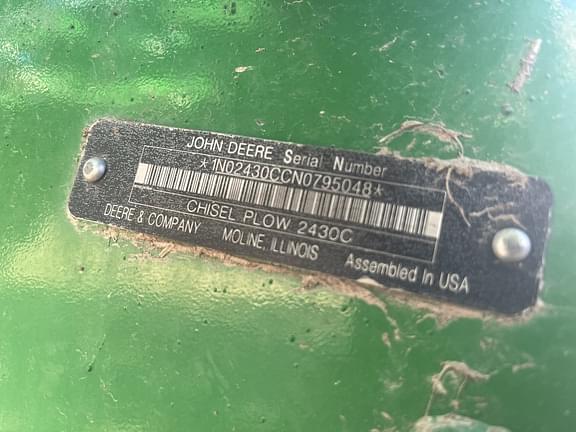 JOHN DEERE Serial Number
*1N02430CCN0795048*
CHISEL PLOW 2430C
DEERE & COMPANY MOLINE, ILLINOIS Assembled In USA